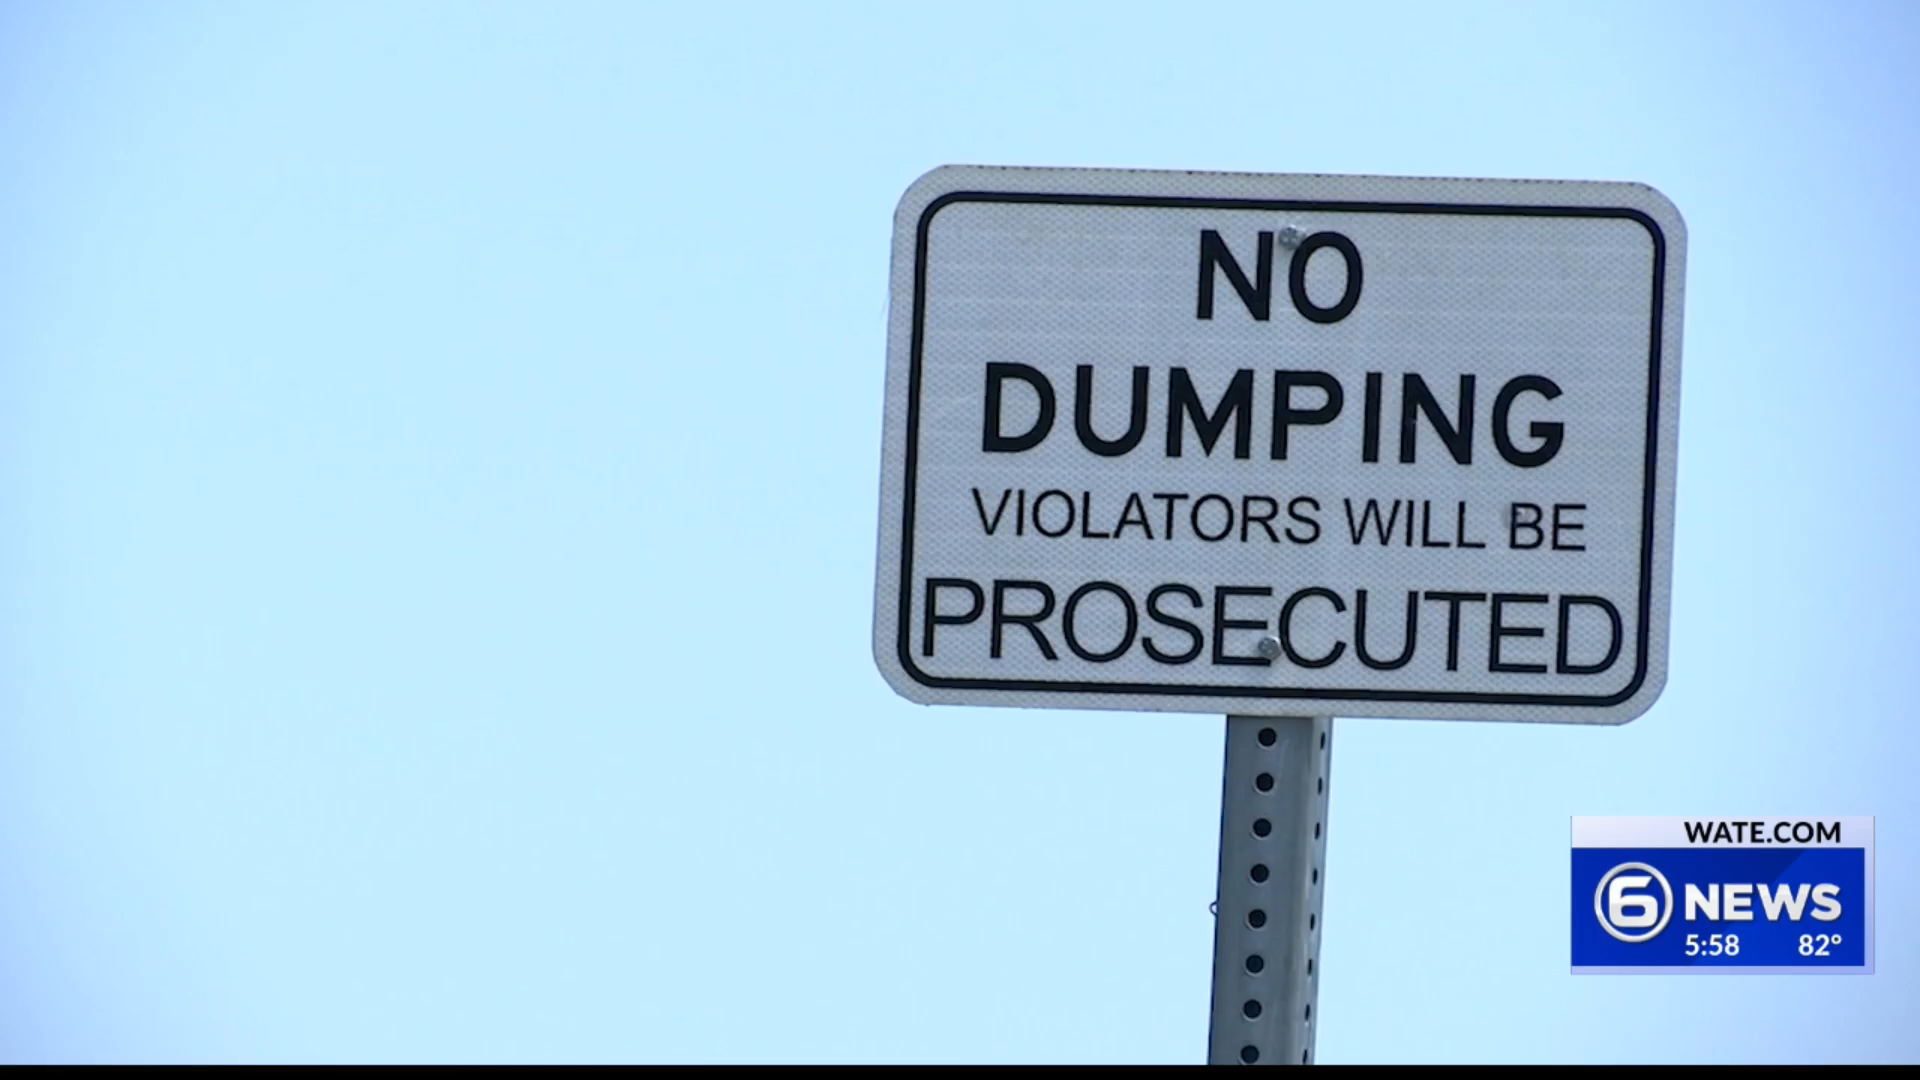 NO
DUMPING
VIOLATORS WILL BE
PROSECUTED
WATE.COM
6 NEWS
5:58 82°